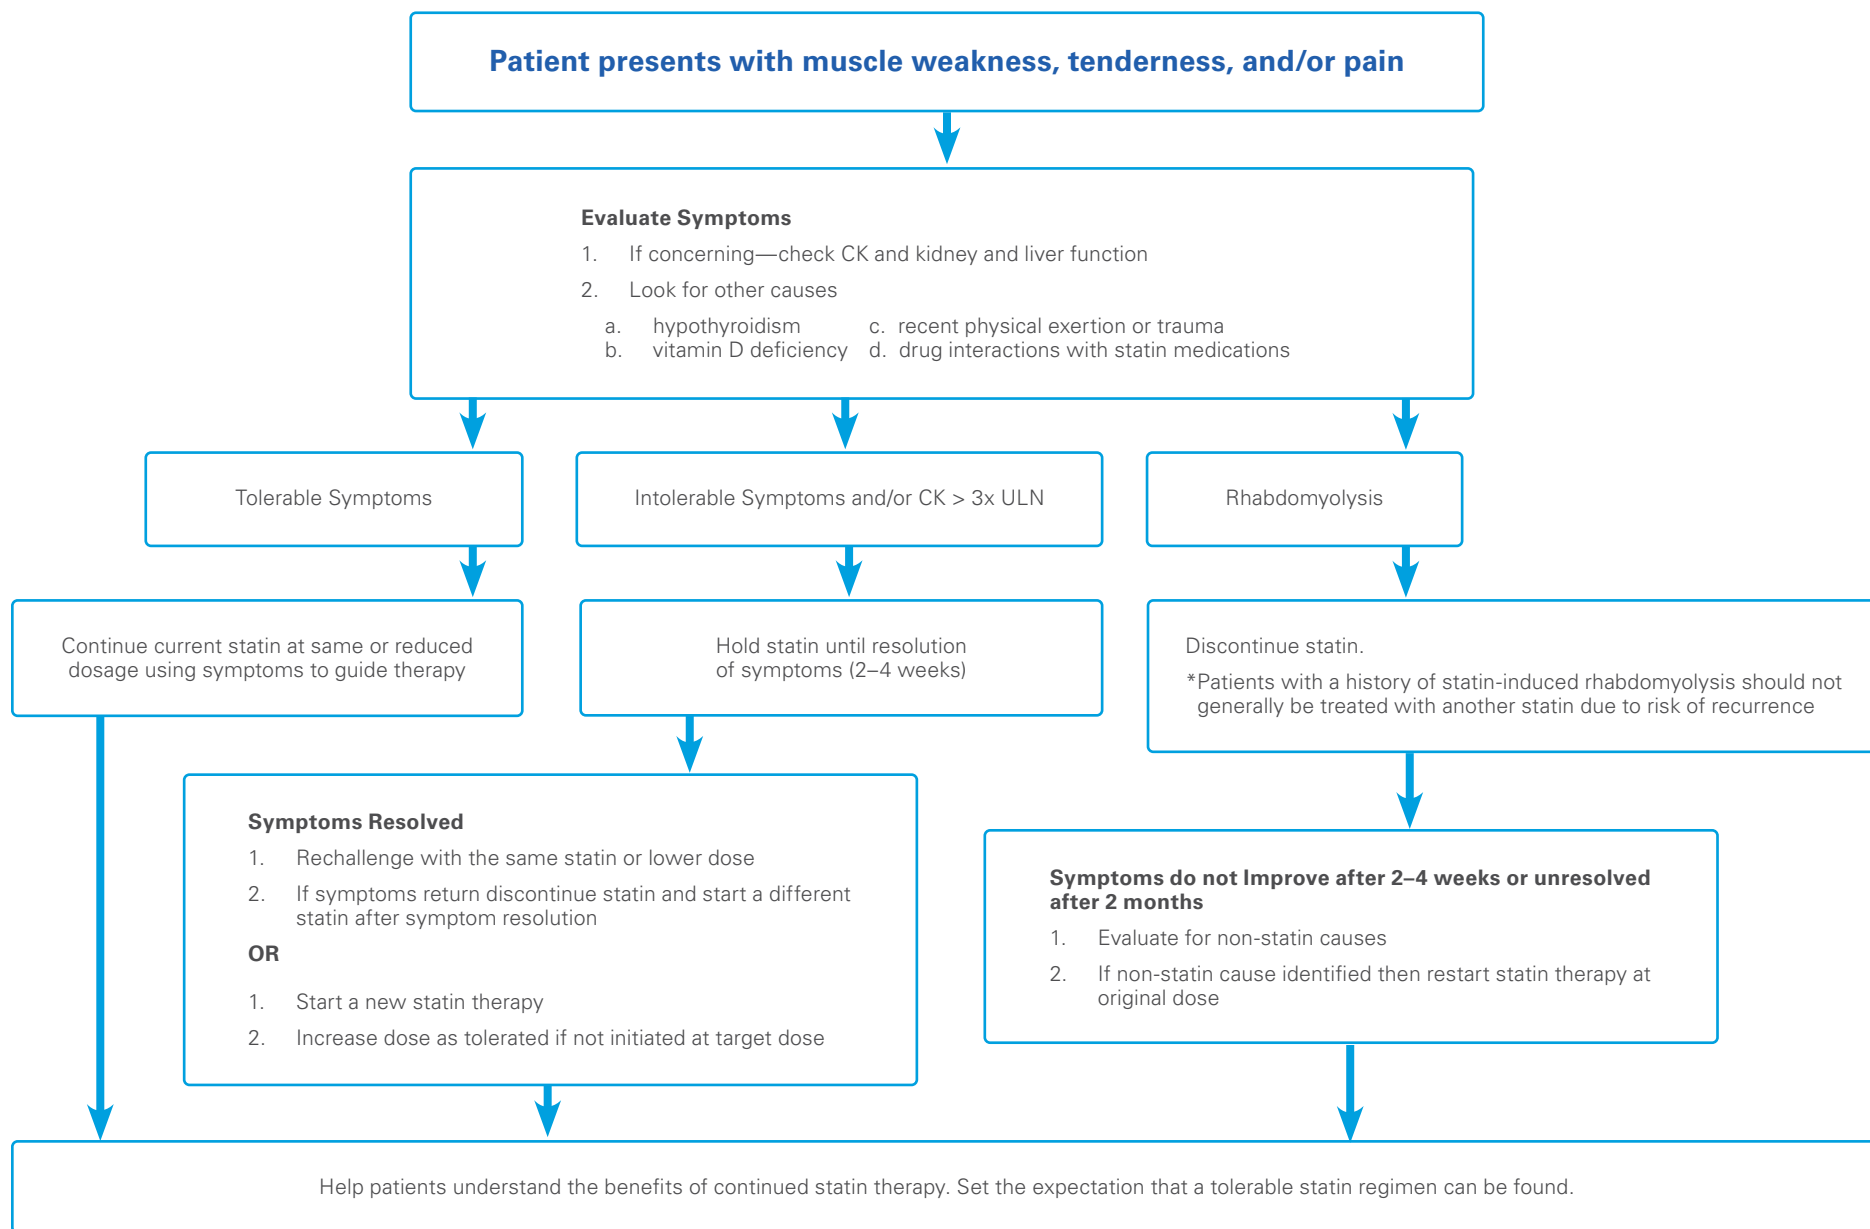 Patient presents with muscle weakness, tenderness, and/or pain
Evaluate Symptoms
1. If concerning—check CK and kidney and liver function
2. Look for other causes
a. hypothyroidism c. recent physical exertion or trauma
b. vitamin D deficiency d. drug interactions with statin medications
Tolerable Symptoms
Intolerable Symptoms and/or CK > 3x ULN
Rhabdomyolysis
Continue current statin at same or reduced
dosage using symptoms to guide therapy
Hold statin until resolution
of symptoms (2–4 weeks)
Discontinue statin.
*Patients with a history of statin-induced rhabdomyolysis should not
generally be treated with another statin due to risk of recurrence
Symptoms Resolved
1. Rechallenge with the same statin or lower dose
2. If symptoms return discontinue statin and start a different
statin after symptom resolution
OR
1. Start a new statin therapy
2. Increase dose as tolerated if not initiated at target dose
Symptoms do not Improve after 2–4 weeks or unresolved
after 2 months
1. Evaluate for non-statin causes
2. If non-statin cause identified then restart statin therapy at
original dose
Help patients understand the benefits of continued statin therapy. Set the expectation that a tolerable statin regimen can be found.